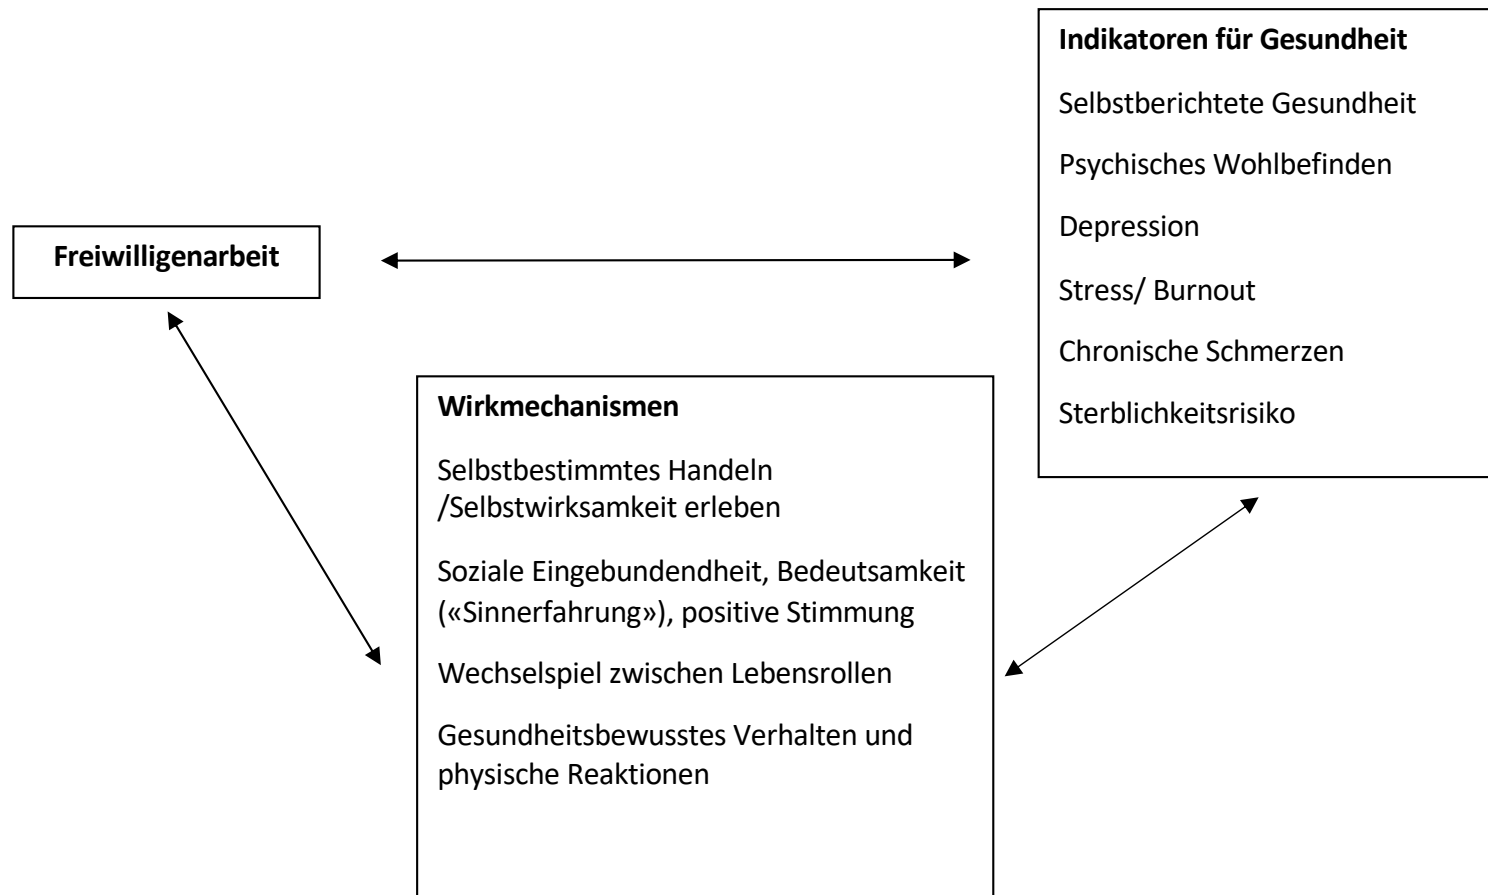 Freiwilligenarbeit
Indikatoren für Gesundheit
Selbstberichtete Gesundheit
Psychisches Wohlbefinden
Depression
Stress/ Burnout
Chronische Schmerzen
Sterblichkeitsrisiko
Wirkmechanismen
Selbstbestimmtes Handeln
/Selbstwirksamkeit erleben
Soziale Eingebundendheit, Bedeutsamkeit
(«Sinnerfahrung»), positive Stimmung
Wechselspiel zwischen Lebensrollen
Gesundheitsbewusstes Verhalten und
physische Reaktionen